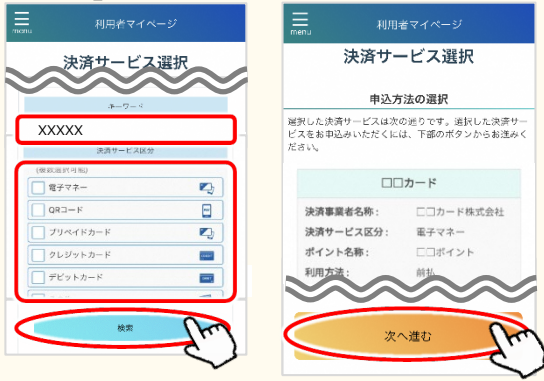 menu
利用者マイページ
決済サービス選択
キーワード
XXXXX
決済サービス区分
(複数選択可能)
電子マネー
QRコード
プリペイドカード
クレジットカード
デビットカード
検索
menu
利用者マイページ
決済サービス選択
申込方法の選択
選択した決済サービスは次の通りです。選択した決済サー
ビスをお申込みいただくには、下部のボタンからお進みく
ださい。
□□カード
決済事業者名称： □□カード株式会社
決済サービス区分： 電子マネー
ポイント名称： □□ポイント
利用方法： 前払
次へ進む